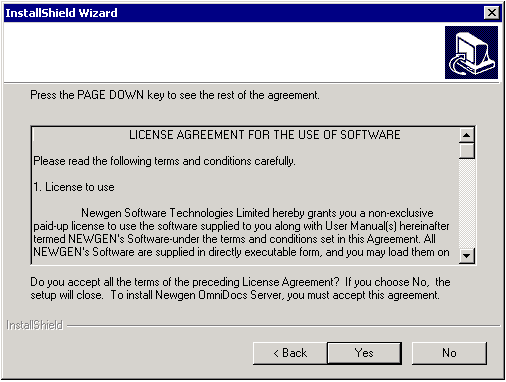 InstallShield Wizard
Press the PAGE DOWN key to see the rest of the agreement.
LICENSE AGREEMENT FOR THE USE OF SOFTWARE
Please read the following terms and conditions carefully.
1. License to use
Newgen Software Technologies Limited hereby grants you a non-exclusive
paid-up license to use the software supplied to you along with User Manual(s) hereinafter
termed NEWGEN's Software-under the terms and conditions set in this Agreement. All
NEWGEN's Software are supplied in directly executable form, and you may load them on
Do you accept all the terms of the preceding License Agreement? If you choose No, the
setup will close. To install Newgen OmniDocs Server, you must accept this agreement.
InstallShield
< Back Yes No